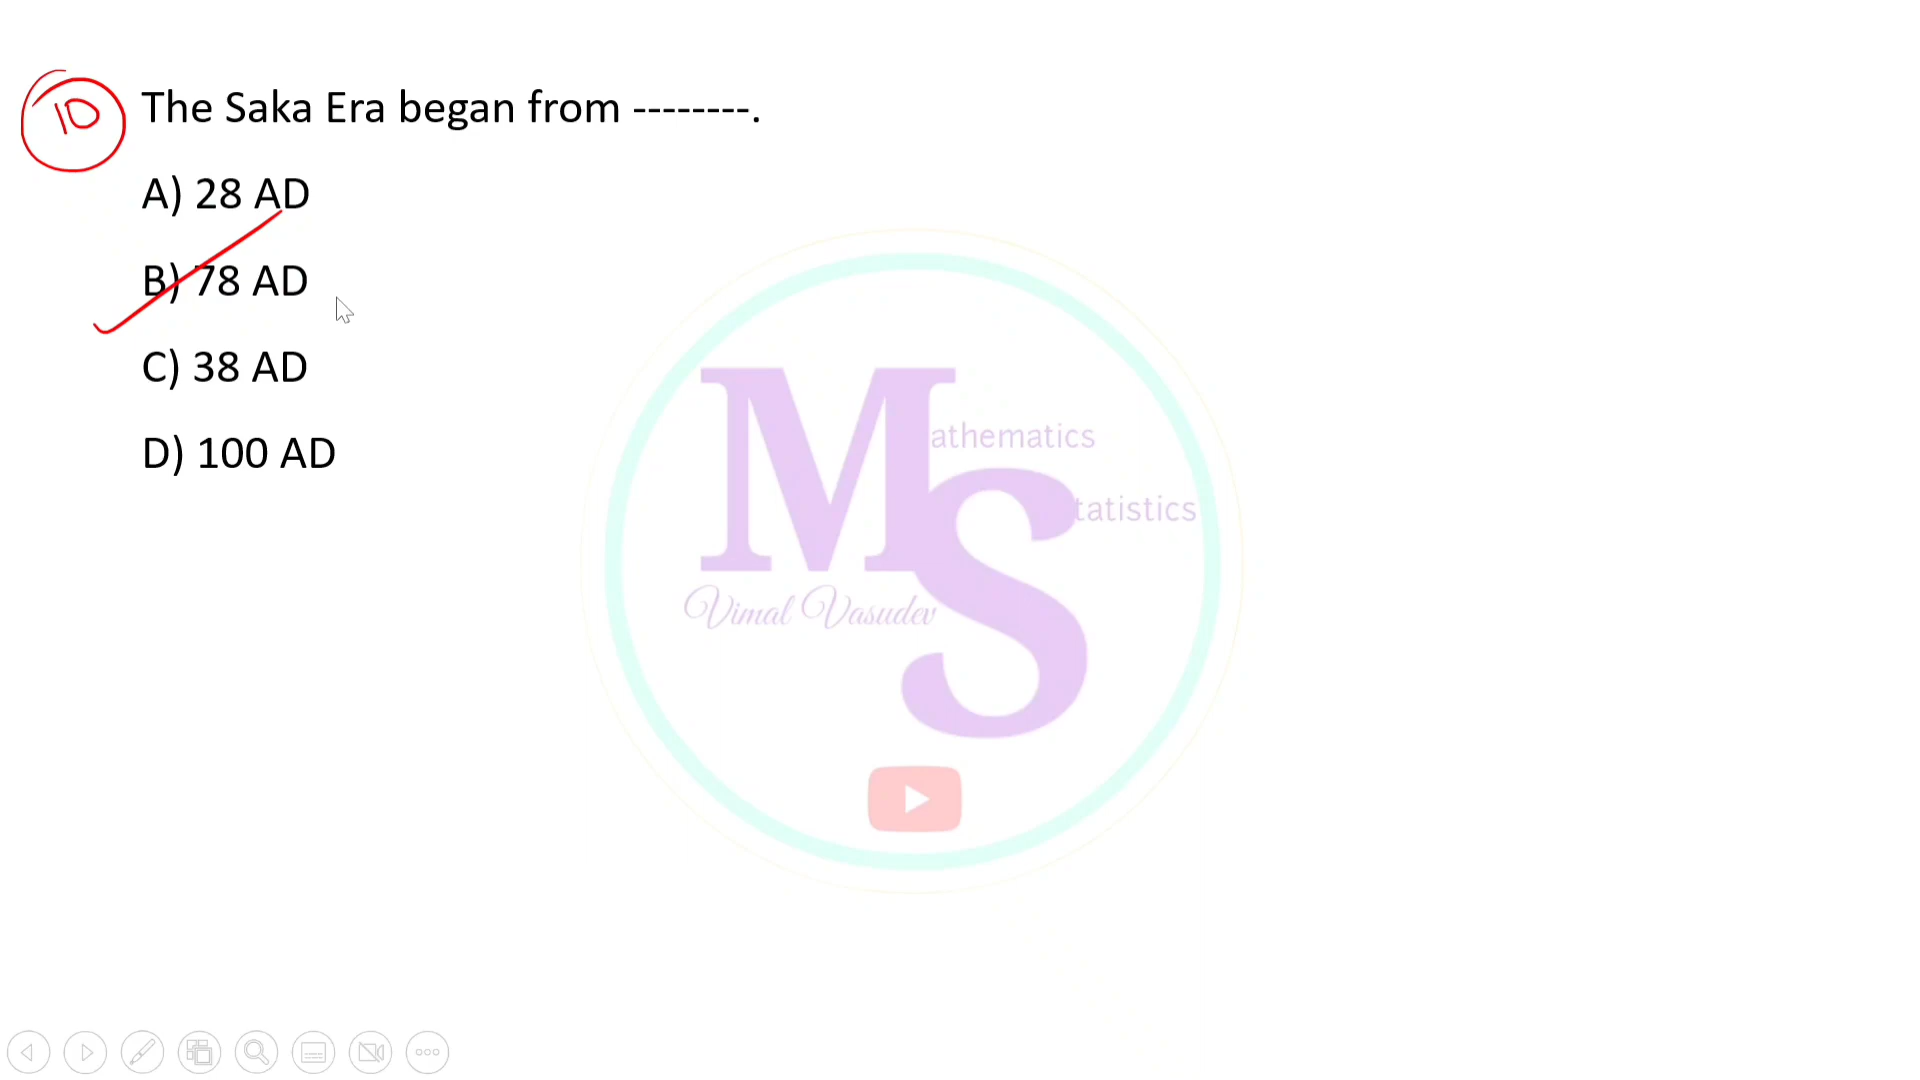 10
The Saka Era began from --------.
A) 28 AD
B) 78 AD
C) 38 AD
D) 100 AD
M
athematics
S
tatistics
Vimal Vasudev